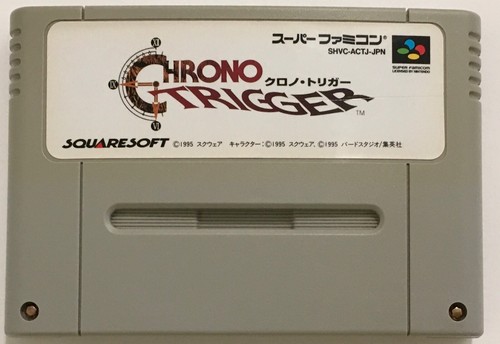 スーパーファミコン®
SHVC-ACTJ-JPN
SUPER FAMICOM
LICENSED BY NINTENDO
CHRONO
クロノ・トリガー
TRIGGER™
SQUARESOFT
©1995 スクウェア キャラクター:©1995 スクウェア, ©1995 バードスタジオ/集英社